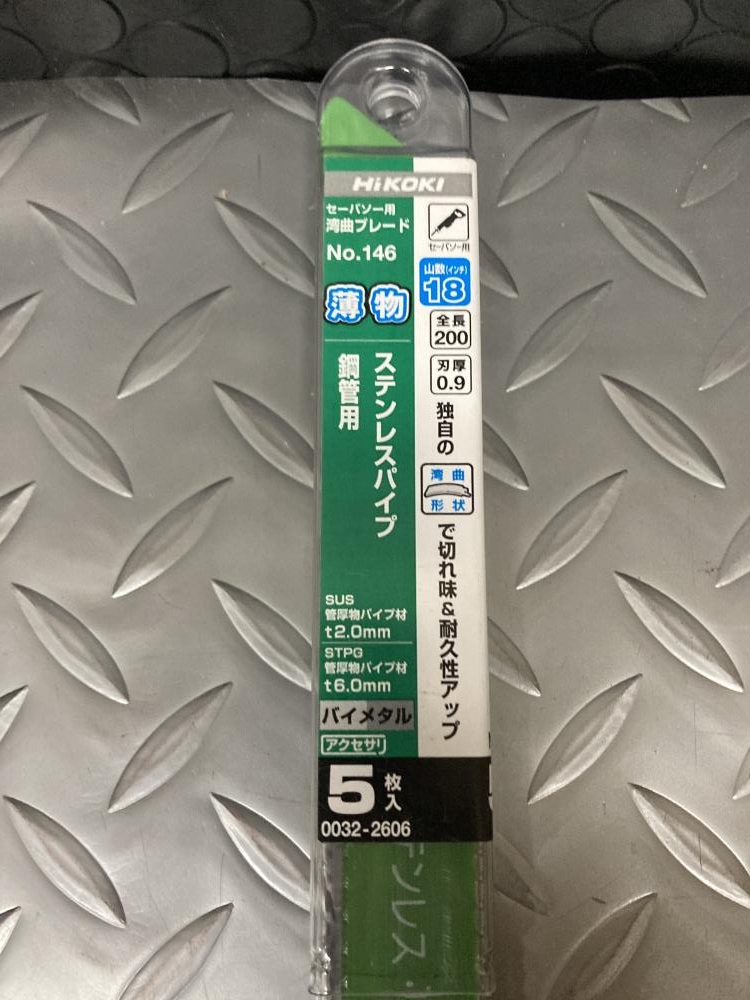 HiKOKI
セーバソー用
湾曲ブレード
No.146
薄物
ステンレスパイプ
鋼管用
SUS
管厚物パイプ材
t2.0mm
STPG
管厚物パイプ材
t6.0mm
バイメタル
アクセサリ
5枚入
0032-2606
セーバソー用
山数(インチ)
18
全長
200
刃厚
0.9
独自の
湾曲
形状
で切れ味&耐久性アップ
テンレス・